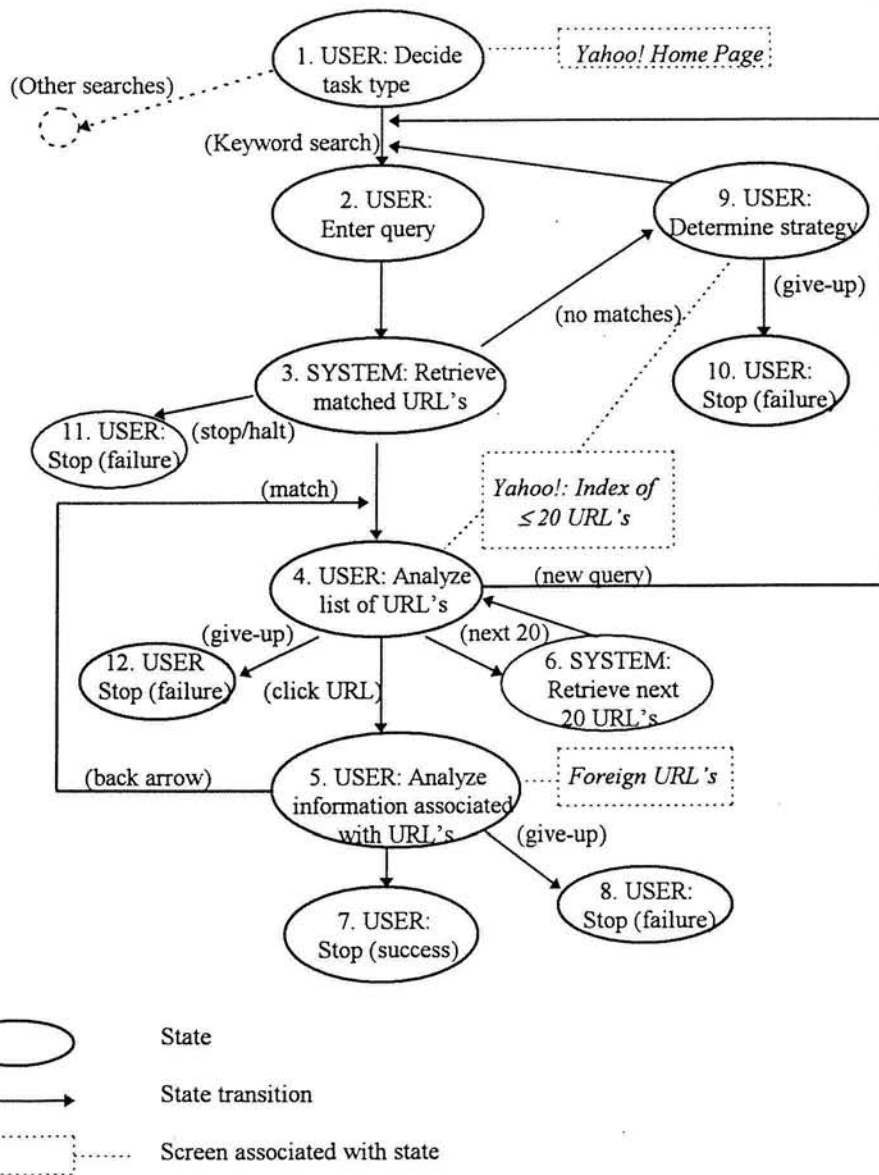 1. USER: Decide
task type
Yahoo! Home Page
(Other searches)
(Keyword search)
2. USER:
Enter query
9. USER:
Determine strategy
(give-up)
(no matches)
10. USER:
Stop (failure)
3. SYSTEM: Retrieve
matched URL's
11. USER:
Stop (failure)
(stop/halt)
(match)
Yahoo!: Index of
≤ 20 URL's
4. USER: Analyze
list of URL's
(new query)
(give-up)
(next 20)
12. USER
Stop (failure)
(click URL)
6. SYSTEM:
Retrieve next
20 URL's
(back arrow)
5. USER: Analyze
information associated
with URL's
Foreign URL's
(give-up)
8. USER:
Stop (failure)
7. USER:
Stop (success)
State
State transition
Screen associated with state